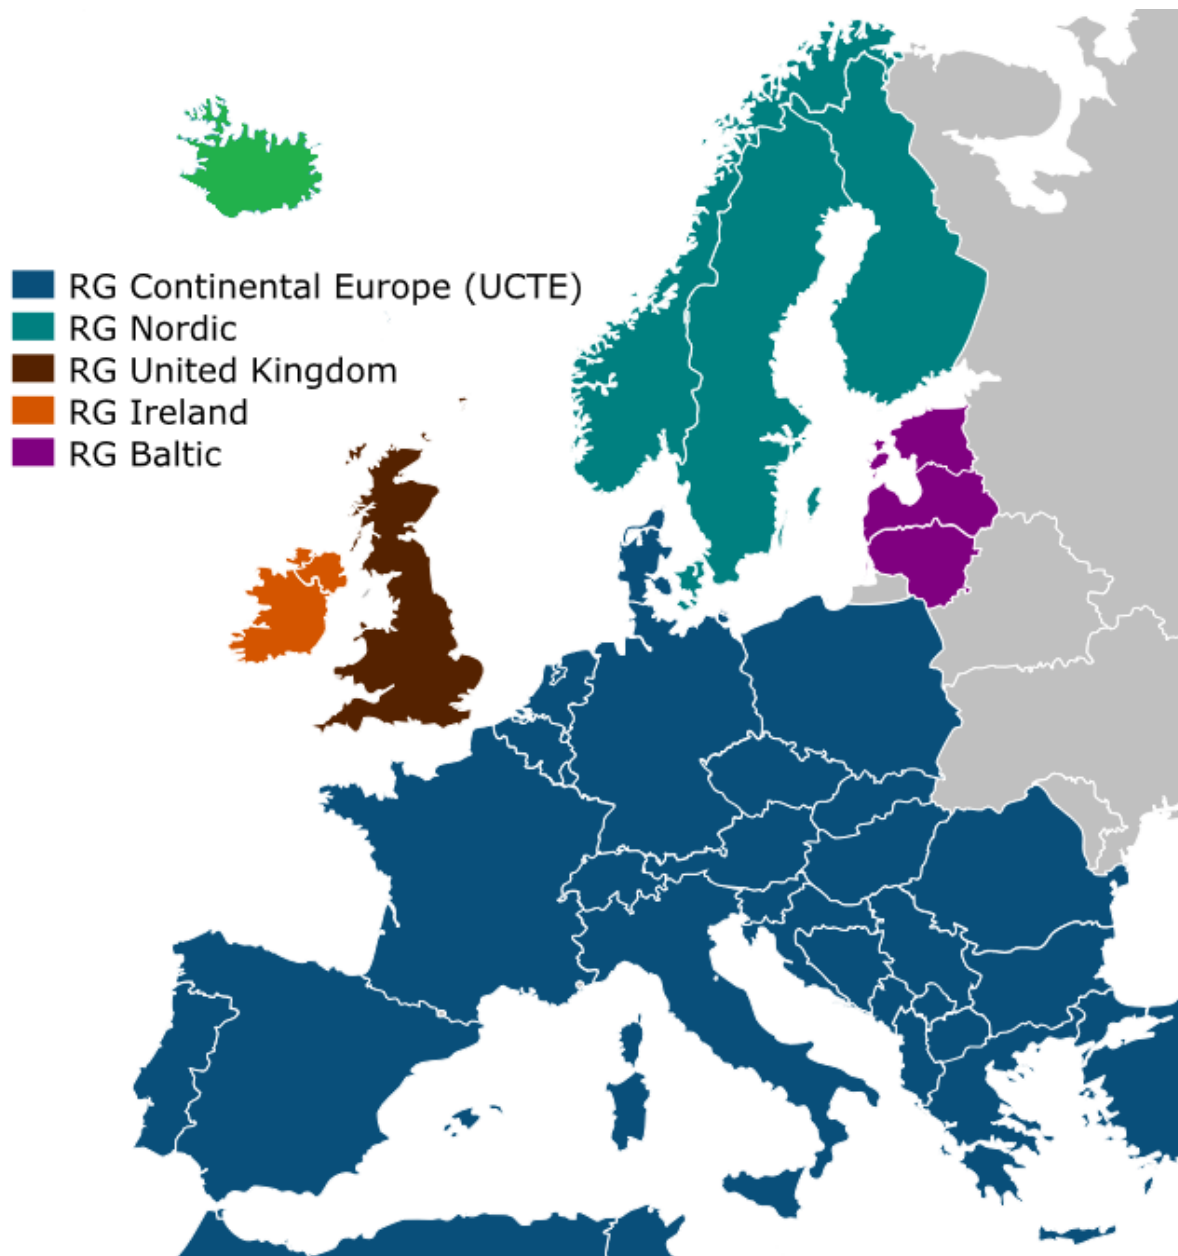 RG Continental Europe (UCTE)
RG Nordic
RG United Kingdom
RG Ireland
RG Baltic